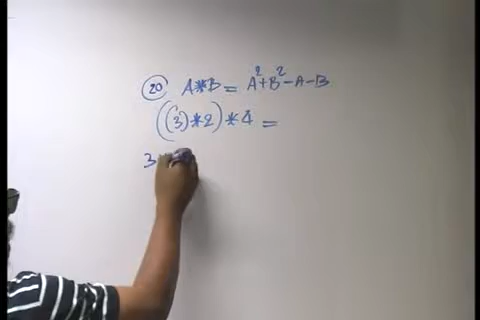 20 A*B = A²+B²-A-B
((3)*2)*4 =
3